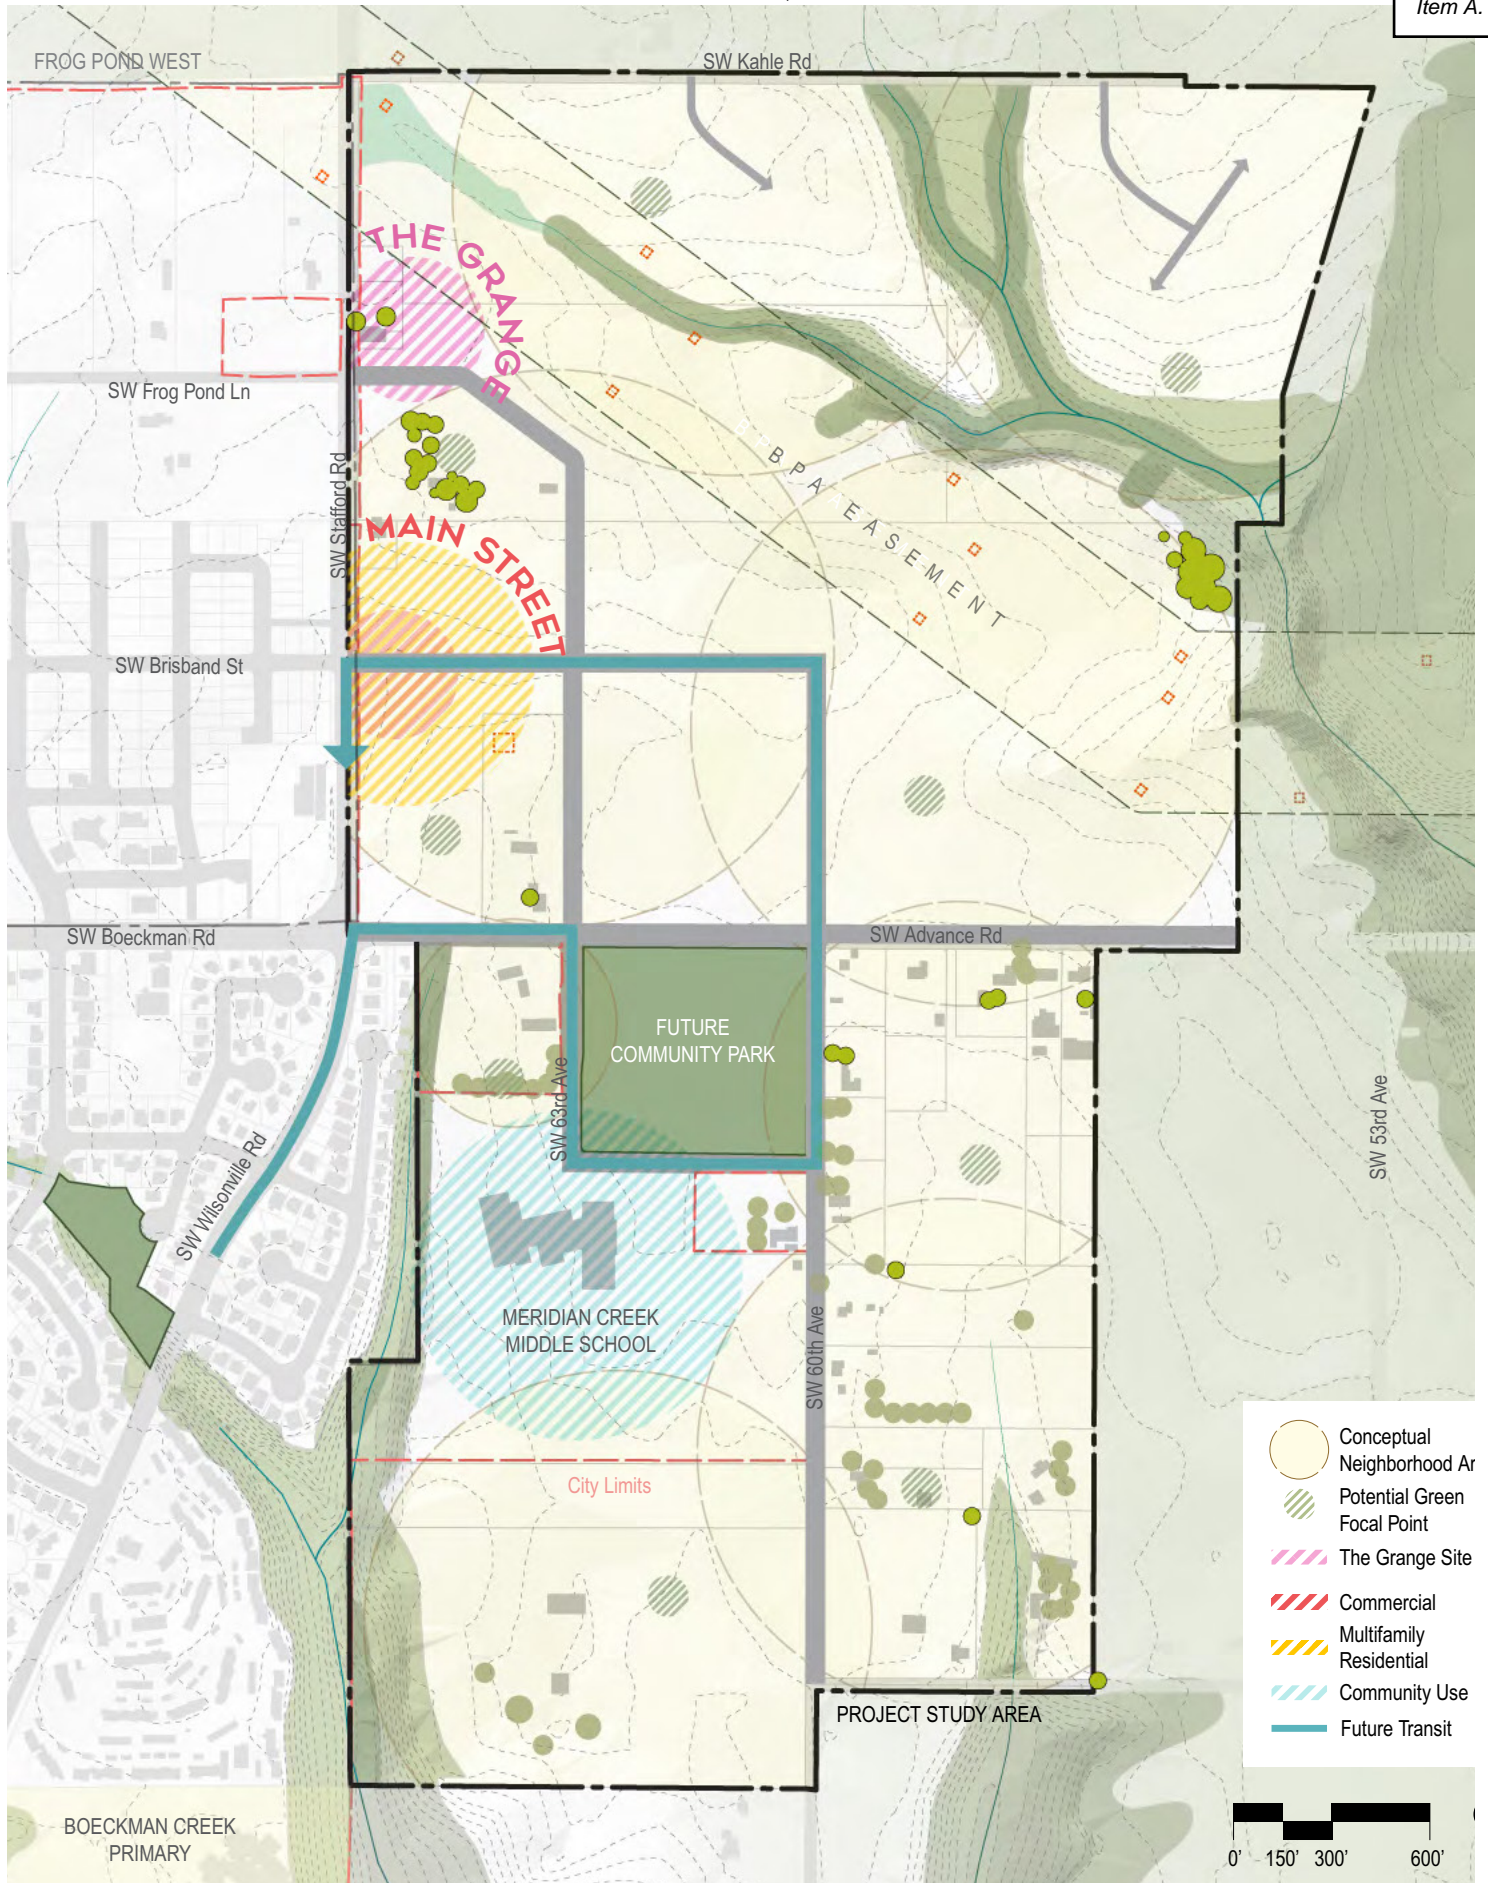 Item A.
FROG POND WEST
SW Kahle Rd
THE GRANGE
SW Frog Pond Ln
SW Stafford Rd
BPA EASEMENT
MAIN STREET
SW Brisband St
SW Boeckman Rd
SW Advance Rd
FUTURE
COMMUNITY PARK
SW 63rd Ave
SW 53rd Ave
SW Wilsonville Rd
MERIDIAN CREEK
MIDDLE SCHOOL
SW 60th Ave
City Limits
Conceptual
Neighborhood Ar
Potential Green
Focal Point
The Grange Site
Commercial
Multifamily
Residential
Community Use
Future Transit
PROJECT STUDY AREA
BOECKMAN CREEK
PRIMARY
0' 150' 300' 600'